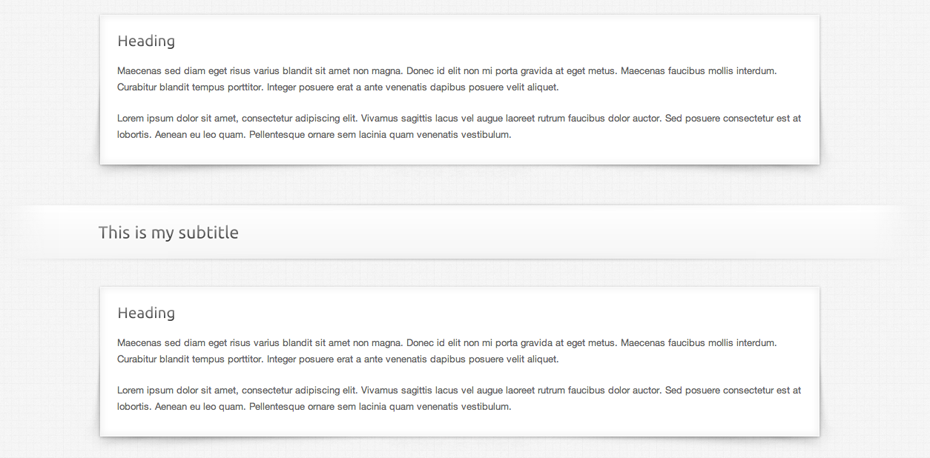 Heading
Maecenas sed diam eget risus varius blandit sit amet non magna. Donec id elit non mi porta gravida at eget metus. Maecenas faucibus mollis interdum.
Curabitur blandit tempus porttitor. Integer posuere erat a ante venenatis dapibus posuere velit aliquet.
Lorem ipsum dolor sit amet, consectetur adipiscing elit. Vivamus sagittis lacus vel augue laoreet rutrum faucibus dolor auctor. Sed posuere consectetur est at
lobortis. Aenean eu leo quam. Pellentesque ornare sem lacinia quam venenatis vestibulum.
This is my subtitle
Heading
Maecenas sed diam eget risus varius blandit sit amet non magna. Donec id elit non mi porta gravida at eget metus. Maecenas faucibus mollis interdum.
Curabitur blandit tempus porttitor. Integer posuere erat a ante venenatis dapibus posuere velit aliquet.
Lorem ipsum dolor sit amet, consectetur adipiscing elit. Vivamus sagittis lacus vel augue laoreet rutrum faucibus dolor auctor. Sed posuere consectetur est at
lobortis. Aenean eu leo quam. Pellentesque ornare sem lacinia quam venenatis vestibulum.